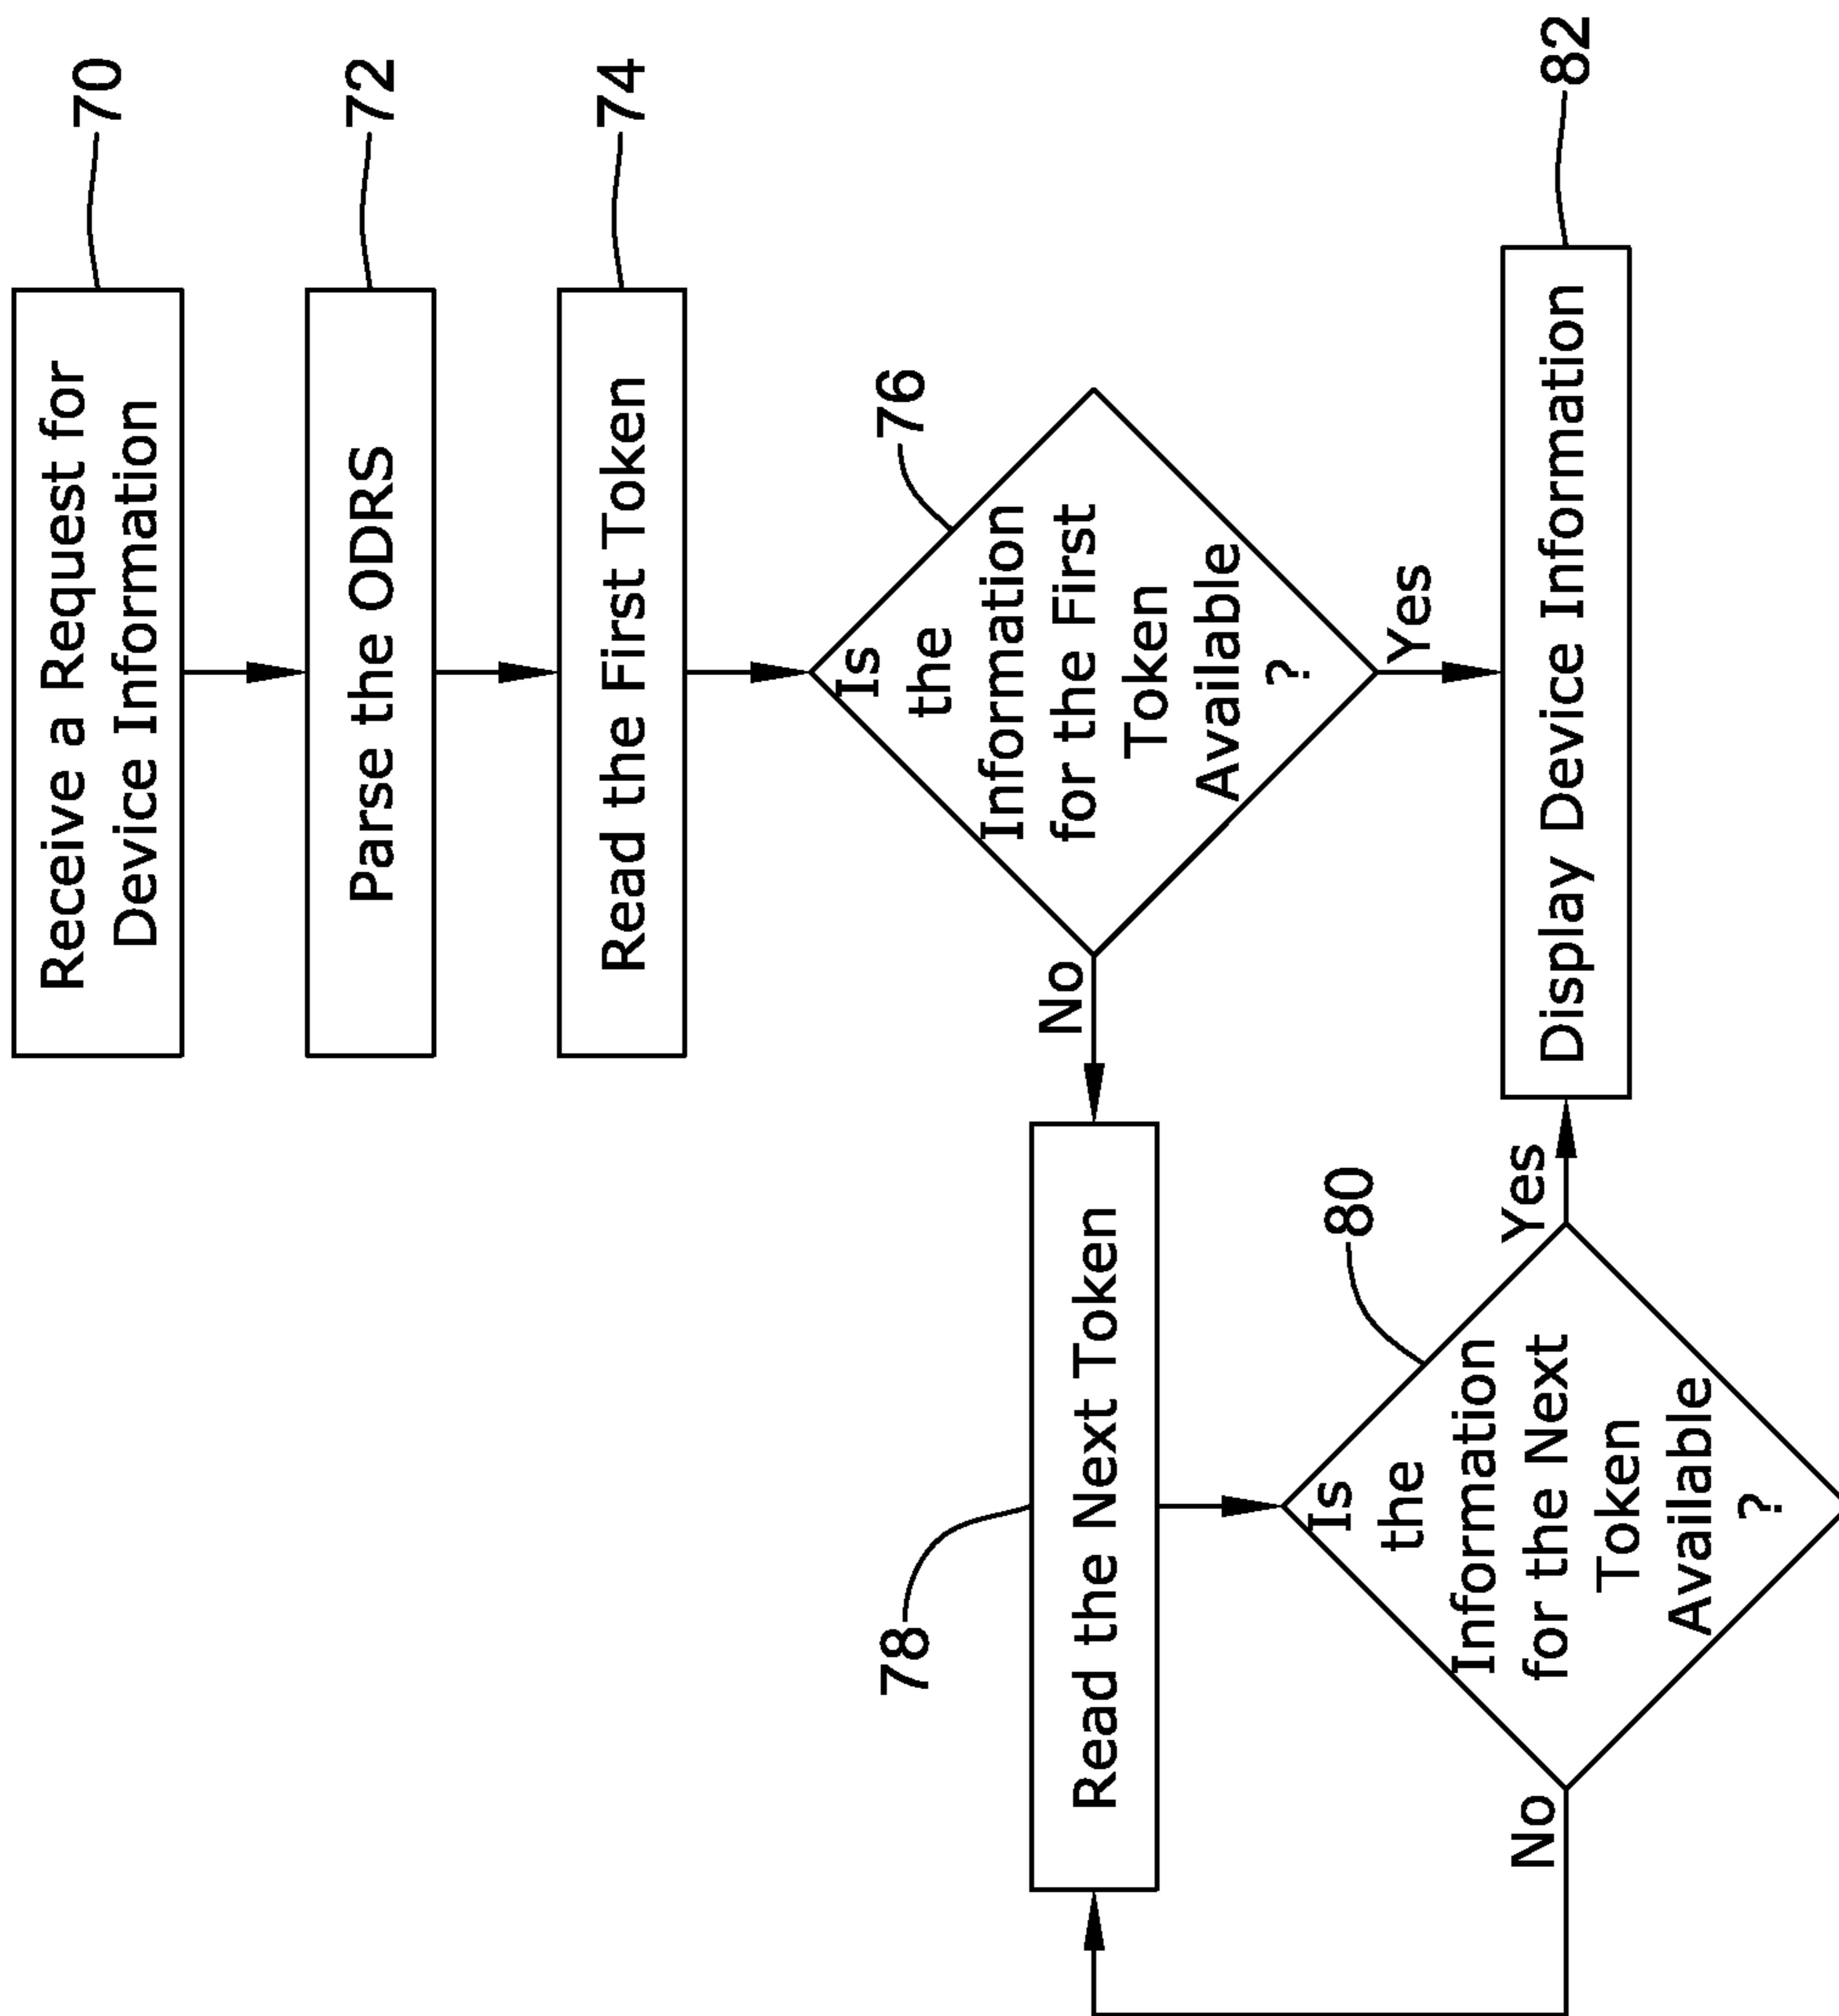 Receive a Request for
Device Information
70
Parse the ODRS
72
Read the First Token
74
Is
the
Information
for the First
Token
Available
?
76
No
Yes
Read the Next Token
78
Is
the
Information
for the Next
Token
Available
?
80
No
Yes
Display Device Information
82